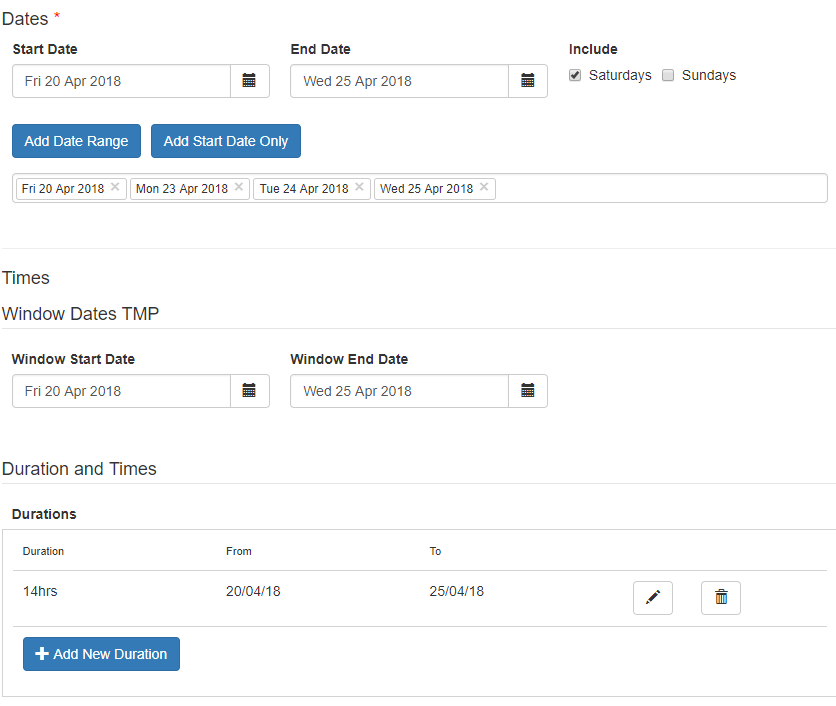 Dates *
Start Date End Date Include
Fri 20 Apr 2018 Wed 25 Apr 2018 Saturdays Sundays
Add Date Range Add Start Date Only
Fri 20 Apr 2018 × Mon 23 Apr 2018 × Tue 24 Apr 2018 × Wed 25 Apr 2018 ×
Times
Window Dates TMP
Window Start Date Window End Date
Fri 20 Apr 2018 Wed 25 Apr 2018
Duration and Times
Durations
Duration From To
14hrs 20/04/18 25/04/18
Add New Duration